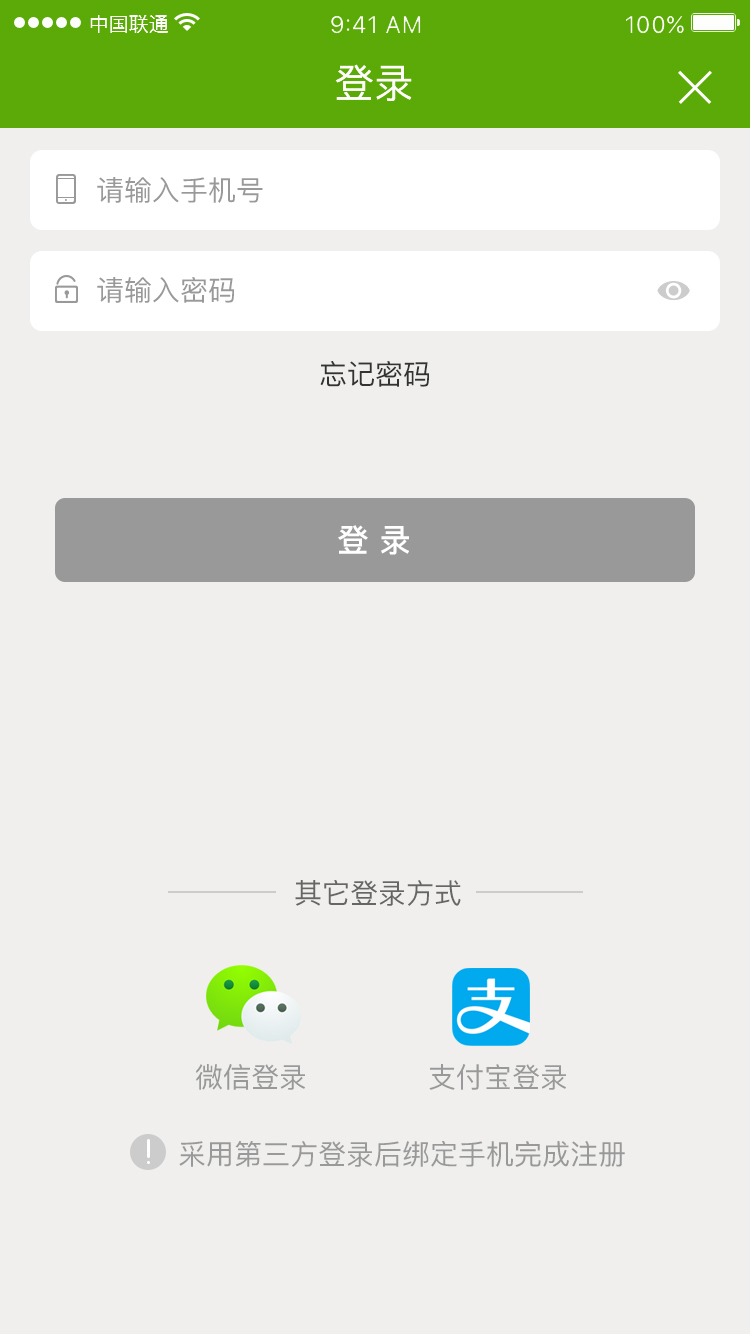 中国联通 9:41 AM 100%
登录
请输入手机号
请输入密码
忘记密码
登 录
其它登录方式
支
微信登录 支付宝登录
采用第三方登录后绑定手机完成注册